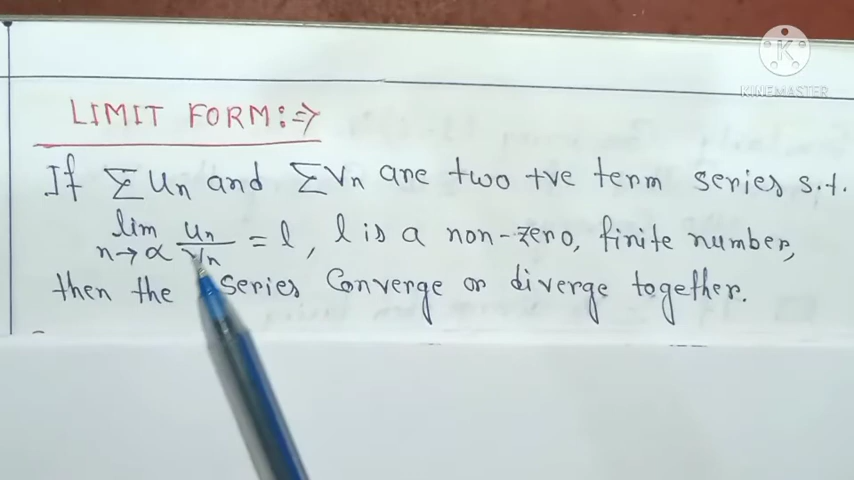 KINEMASTER
LIMIT FORM:⇒
If ΣUn and ΣVn are two +ve term series s.t.
lim n→∝ un/vn = l, l is a non-zero, finite number,
then the series Converge or diverge together.